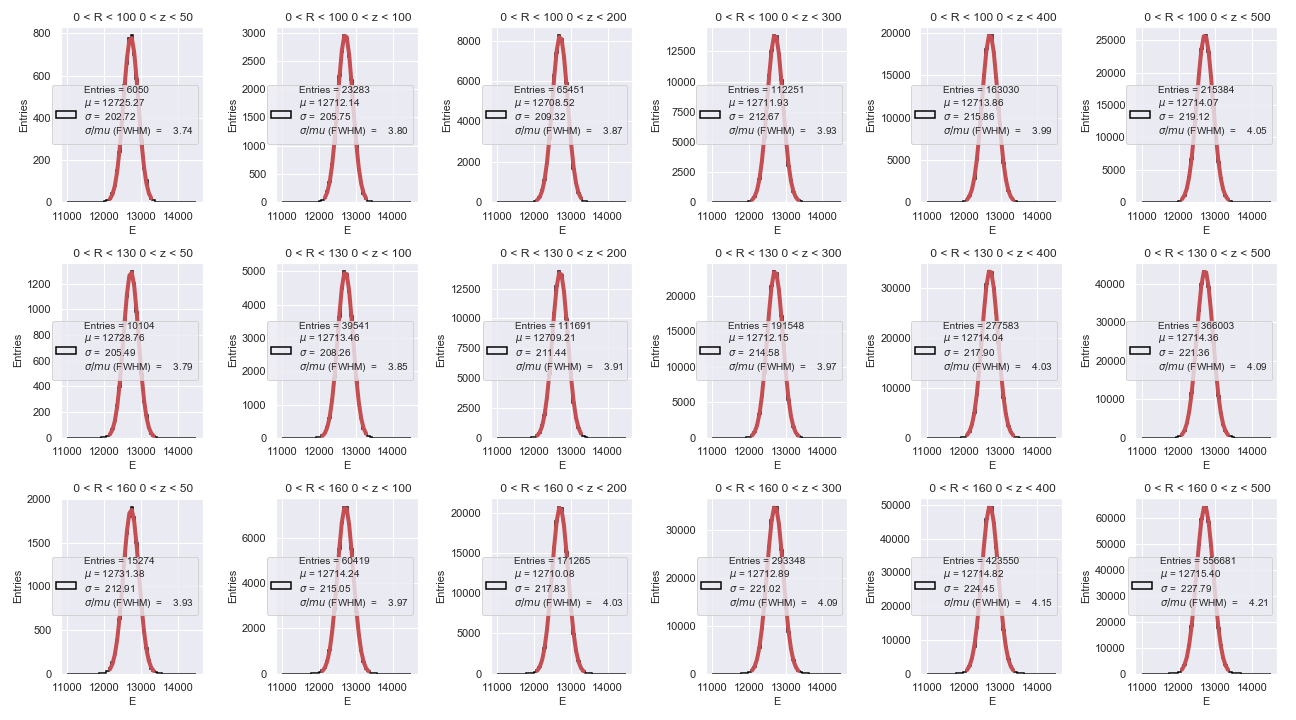 0 < R < 100 0 < z < 50
800
600
400
200
0
Entries
Entries = 6050
μ = 12725.27
σ = 202.72
σ/mu (FWHM) = 3.74
11000 12000 13000 14000
E
0 < R < 100 0 < z < 100
3000
2500
2000
1500
1000
500
0
Entries
Entries = 23283
μ = 12712.14
σ = 205.75
σ/mu (FWHM) = 3.80
11000 12000 13000 14000
E
0 < R < 100 0 < z < 200
8000
6000
4000
2000
0
Entries
Entries = 65451
μ = 12708.52
σ = 209.32
σ/mu (FWHM) = 3.87
11000 12000 13000 14000
E
0 < R < 100 0 < z < 300
12500
10000
7500
5000
2500
0
Entries
Entries = 112251
μ = 12711.93
σ = 212.67
σ/mu (FWHM) = 3.93
11000 12000 13000 14000
E
0 < R < 100 0 < z < 400
20000
15000
10000
5000
0
Entries
Entries = 163030
μ = 12713.86
σ = 215.86
σ/mu (FWHM) = 3.99
11000 12000 13000 14000
E
0 < R < 100 0 < z < 500
25000
20000
15000
10000
5000
0
Entries
Entries = 215384
μ = 12714.07
σ = 219.12
σ/mu (FWHM) = 4.05
11000 12000 13000 14000
E
0 < R < 130 0 < z < 50
1200
1000
800
600
400
200
0
Entries
Entries = 10104
μ = 12728.76
σ = 205.49
σ/mu (FWHM) = 3.79
11000 12000 13000 14000
E
0 < R < 130 0 < z < 100
5000
4000
3000
2000
1000
0
Entries
Entries = 39541
μ = 12713.46
σ = 208.26
σ/mu (FWHM) = 3.85
11000 12000 13000 14000
E
0 < R < 130 0 < z < 200
12500
10000
7500
5000
2500
0
Entries
Entries = 111691
μ = 12709.21
σ = 211.44
σ/mu (FWHM) = 3.91
11000 12000 13000 14000
E
0 < R < 130 0 < z < 300
20000
15000
10000
5000
0
Entries
Entries = 191548
μ = 12712.15
σ = 214.58
σ/mu (FWHM) = 3.97
11000 12000 13000 14000
E
0 < R < 130 0 < z < 400
30000
20000
10000
0
Entries
Entries = 277583
μ = 12714.04
σ = 217.90
σ/mu (FWHM) = 4.03
11000 12000 13000 14000
E
0 < R < 130 0 < z < 500
40000
30000
20000
10000
0
Entries
Entries = 366003
μ = 12714.36
σ = 221.36
σ/mu (FWHM) = 4.09
11000 12000 13000 14000
E
0 < R < 160 0 < z < 50
2000
1500
1000
500
0
Entries
Entries = 15274
μ = 12731.38
σ = 212.91
σ/mu (FWHM) = 3.93
11000 12000 13000 14000
E
0 < R < 160 0 < z < 100
6000
4000
2000
0
Entries
Entries = 60419
μ = 12714.24
σ = 215.05
σ/mu (FWHM) = 3.97
11000 12000 13000 14000
E
0 < R < 160 0 < z < 200
20000
15000
10000
5000
0
Entries
Entries = 171265
μ = 12710.08
σ = 217.83
σ/mu (FWHM) = 4.03
11000 12000 13000 14000
E
0 < R < 160 0 < z < 300
30000
20000
10000
0
Entries
Entries = 293348
μ = 12712.89
σ = 221.02
σ/mu (FWHM) = 4.09
11000 12000 13000 14000
E
0 < R < 160 0 < z < 400
50000
40000
30000
20000
10000
0
Entries
Entries = 423550
μ = 12714.82
σ = 224.45
σ/mu (FWHM) = 4.15
11000 12000 13000 14000
E
0 < R < 160 0 < z < 500
60000
50000
40000
30000
20000
10000
0
Entries
Entries = 556681
μ = 12715.40
σ = 227.79
σ/mu (FWHM) = 4.21
11000 12000 13000 14000
E